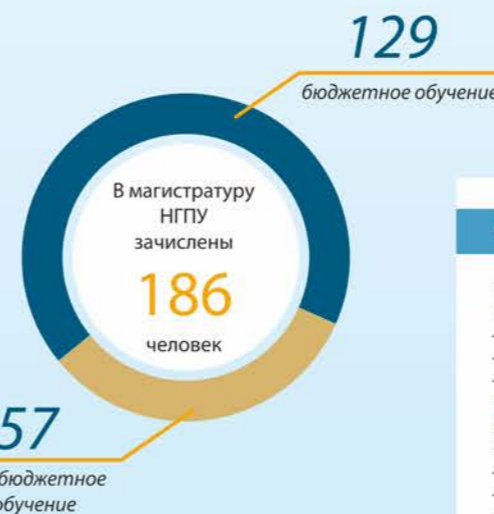 129
бюджетное обучение
В магистратуру
НГПУ
зачислены
186
человек
57
бюджетное
обучение